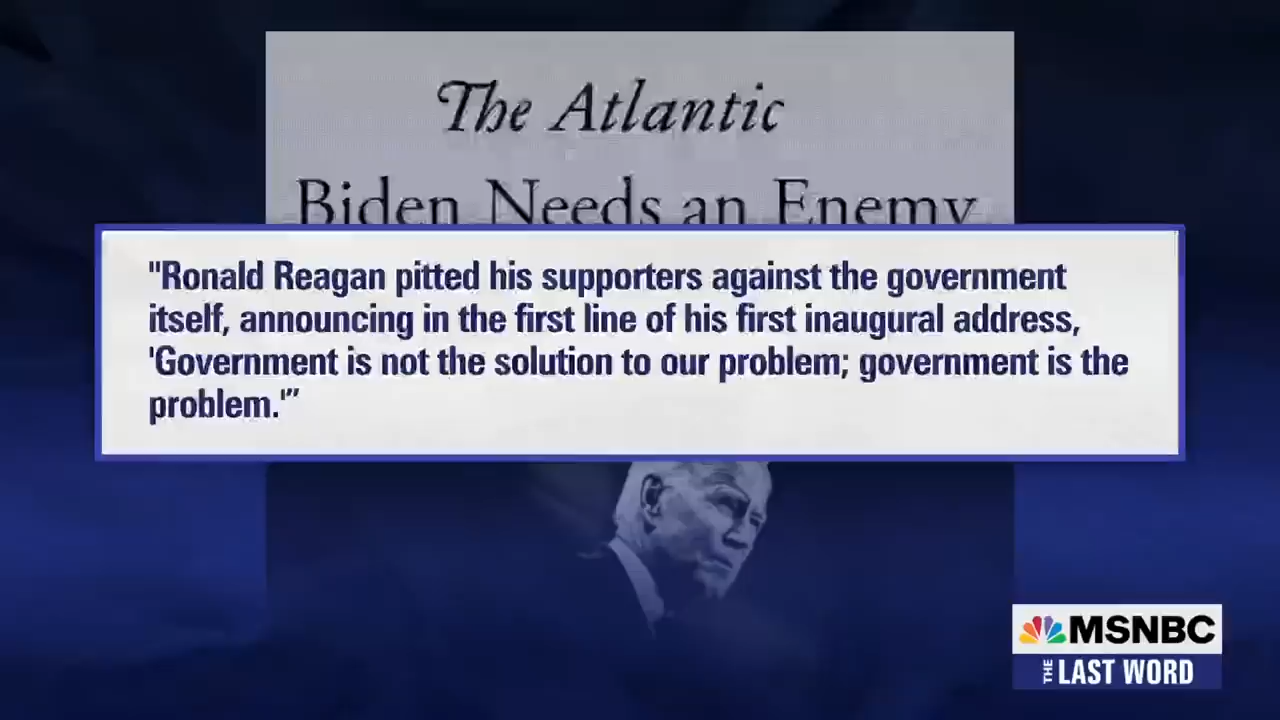 The Atlantic
Biden Needs an Enemy
"Ronald Reagan pitted his supporters against the government
itself, announcing in the first line of his first inaugural address,
'Government is not the solution to our problem; government is the
problem.'”
MSNBC
THE LAST WORD